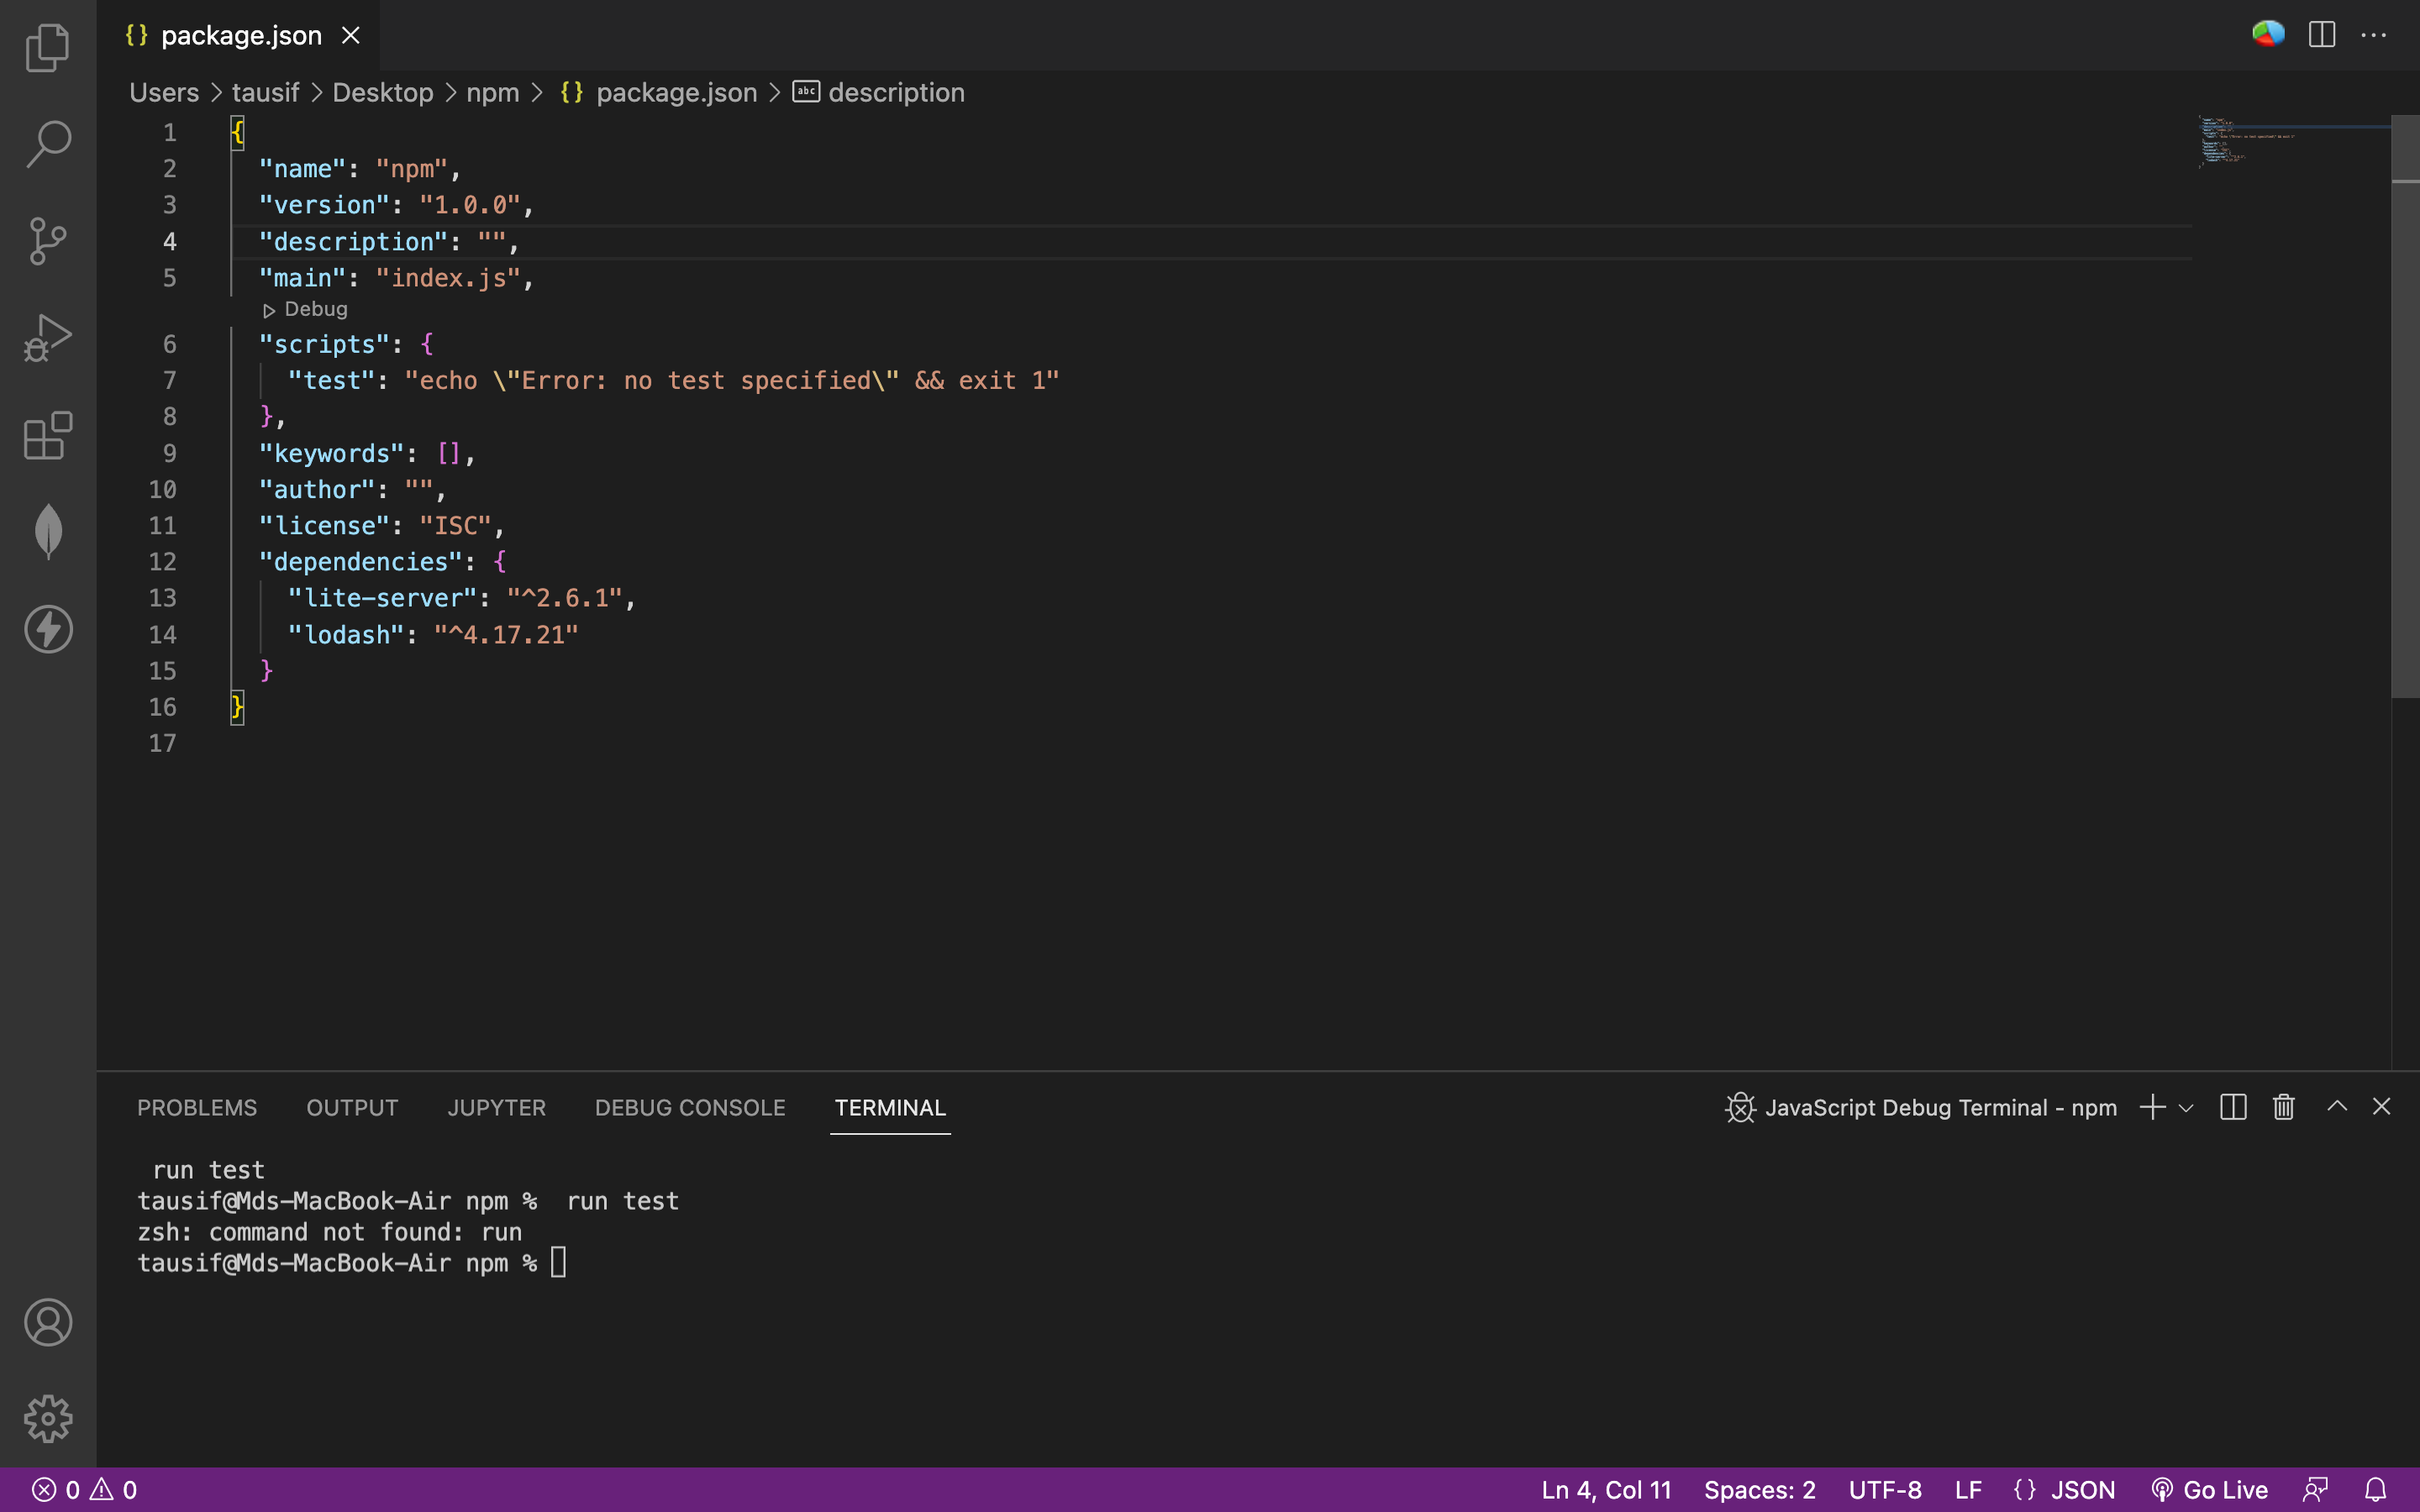 {} package.json
Users > tausif > Desktop > npm > {} package.json > abc description
1 {
2 "name": "npm",
3 "version": "1.0.0",
4 "description": "",
5 "main": "index.js",
Debug
6 "scripts": {
7 "test": "echo \"Error: no test specified\" && exit 1"
8 },
9 "keywords": [],
10 "author": "",
11 "license": "ISC",
12 "dependencies": {
13 "lite-server": "^2.6.1",
14 "lodash": "^4.17.21"
15 }
16 }
17
PROBLEMS OUTPUT JUPYTER DEBUG CONSOLE TERMINAL JavaScript Debug Terminal - npm
run test
tausif@Mds-MacBook-Air npm %  run test
zsh: command not found: run
tausif@Mds-MacBook-Air npm %
0 0 Ln 4, Col 11 Spaces: 2 UTF-8 LF {} JSON Go Live